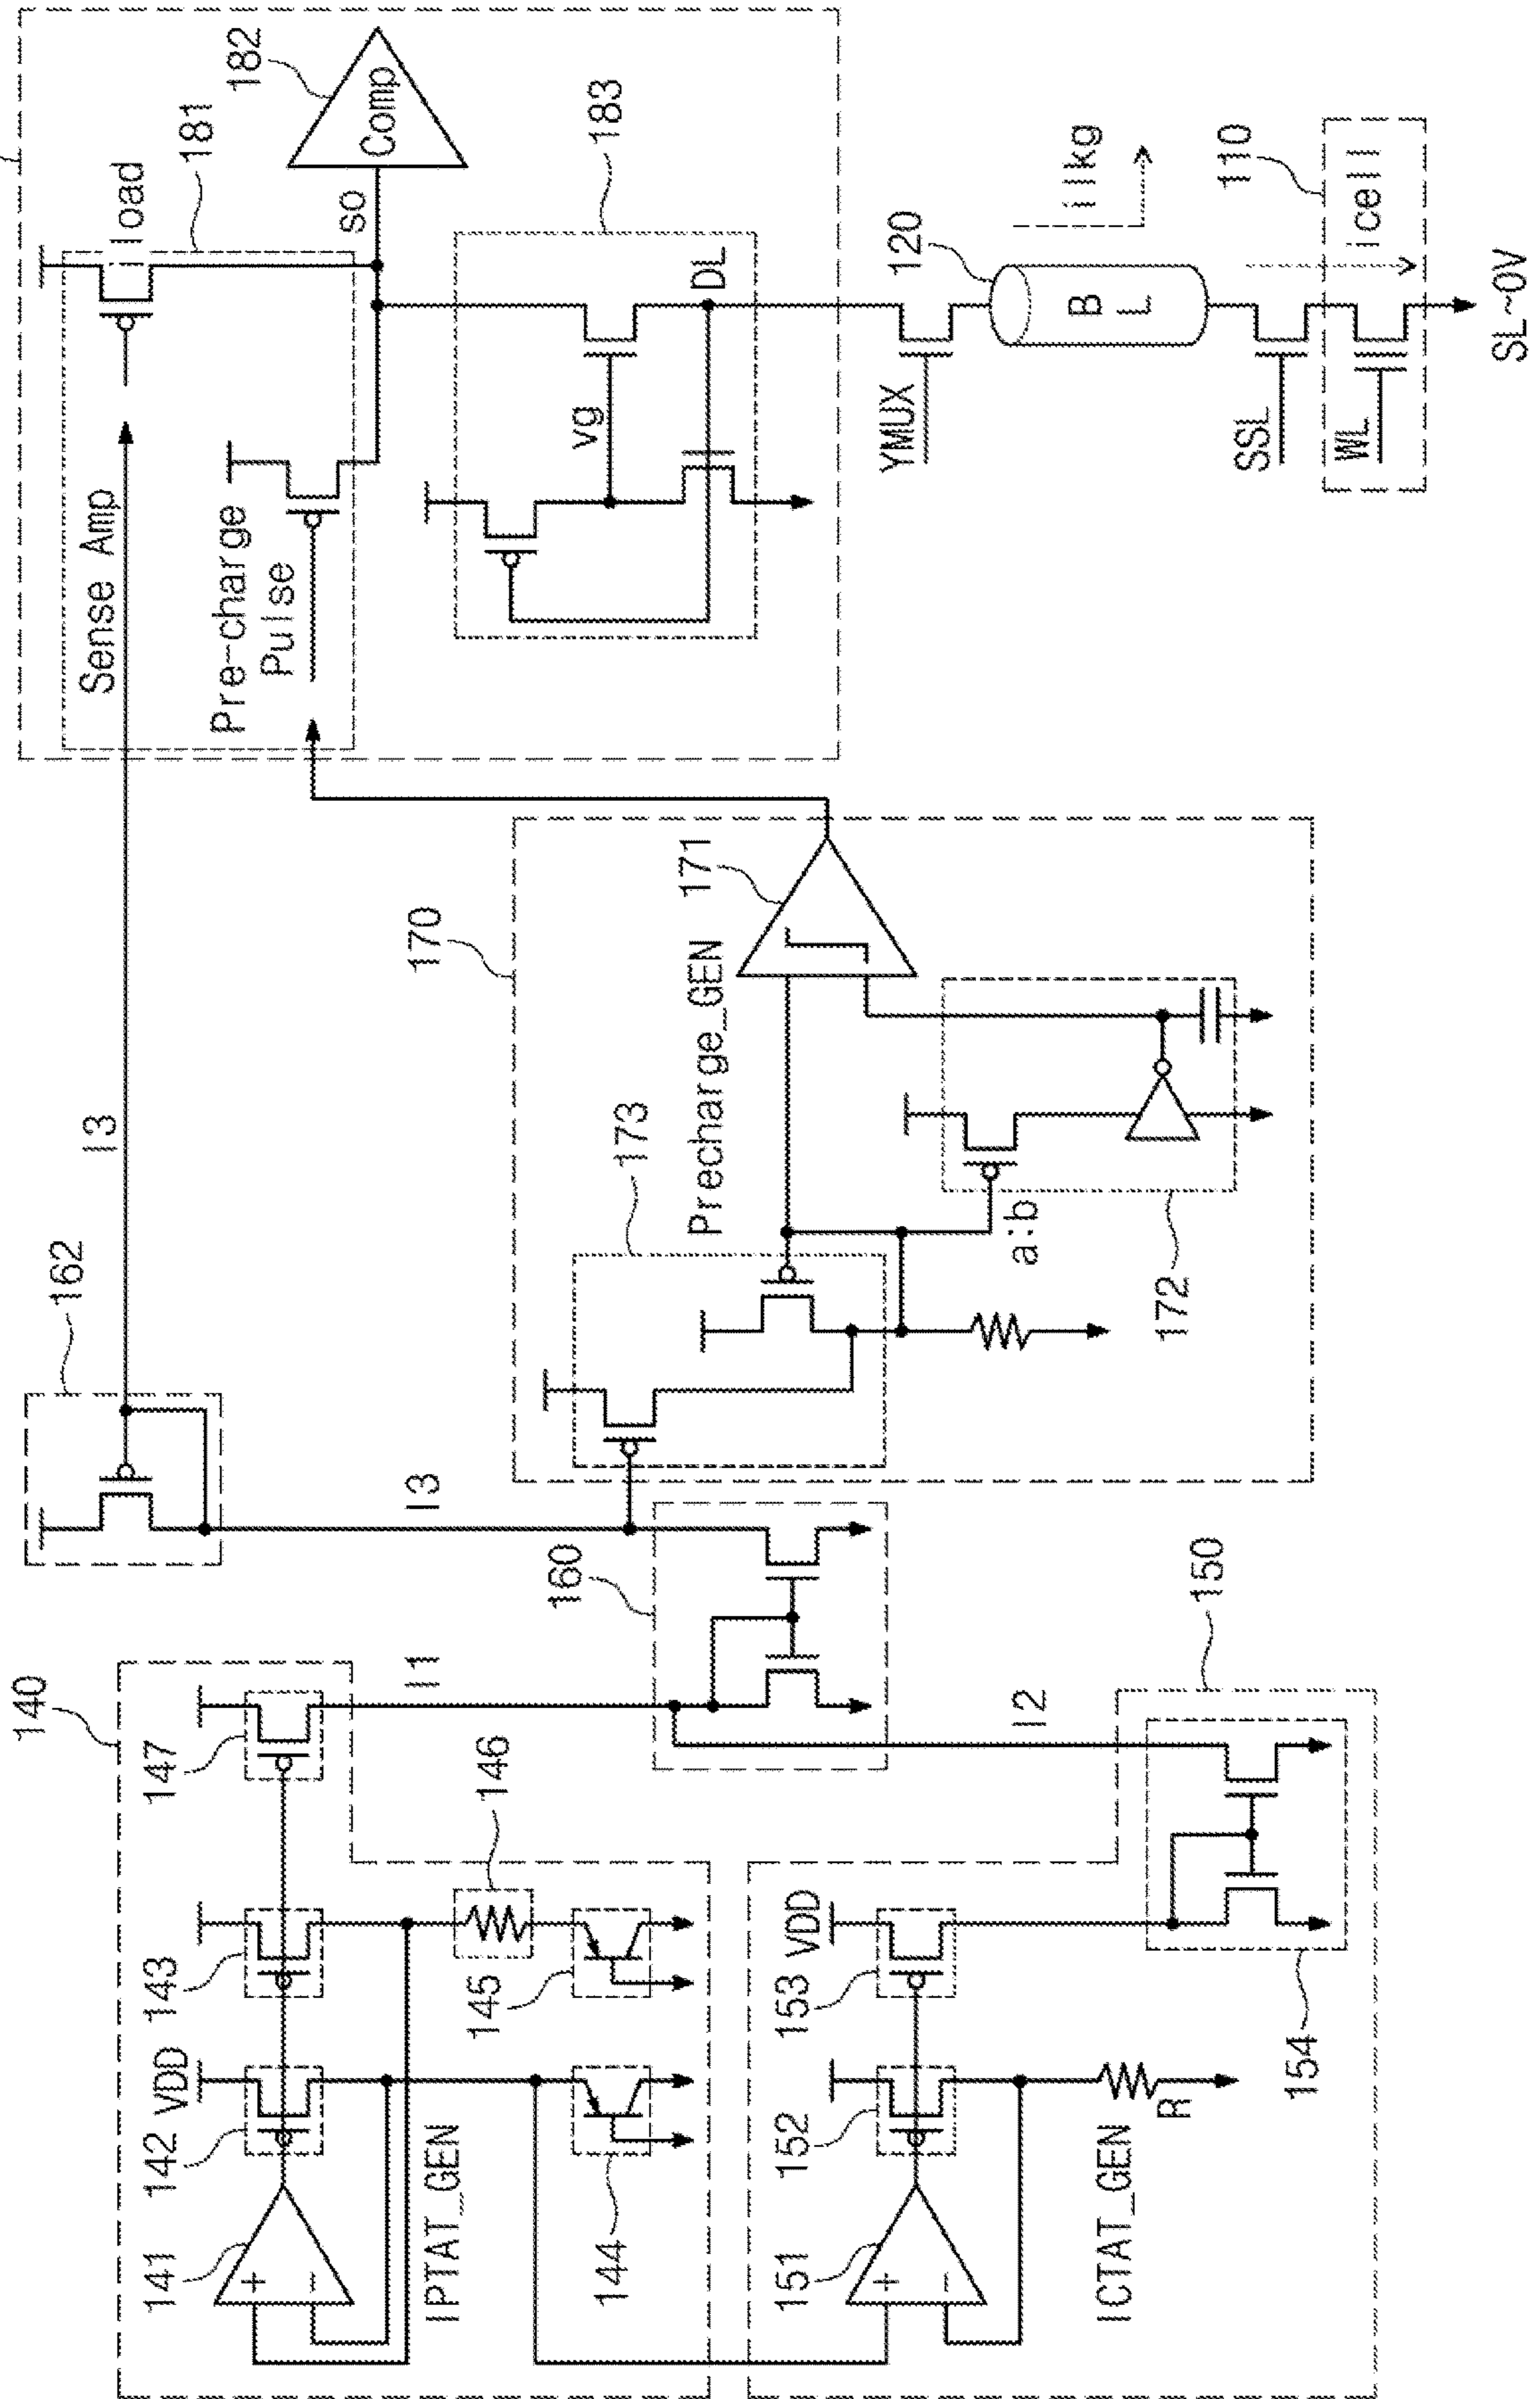 140
147
VDD
142
143
141
+
−
IPTAT_GEN
146
145
144
I1
VDD
152
153
151
+
−
ICTAT_GEN
R
150
154
I2
160
162
I3
I3
170
173
Precharge_GEN
171
a:b
172
Sense Amp
Iload
181
182
Comp
so
Pre-charge
Pulse
183
vg
DL
YMUX
120
B
L
ilkg
SSL
WL
110
icell
SL~0V